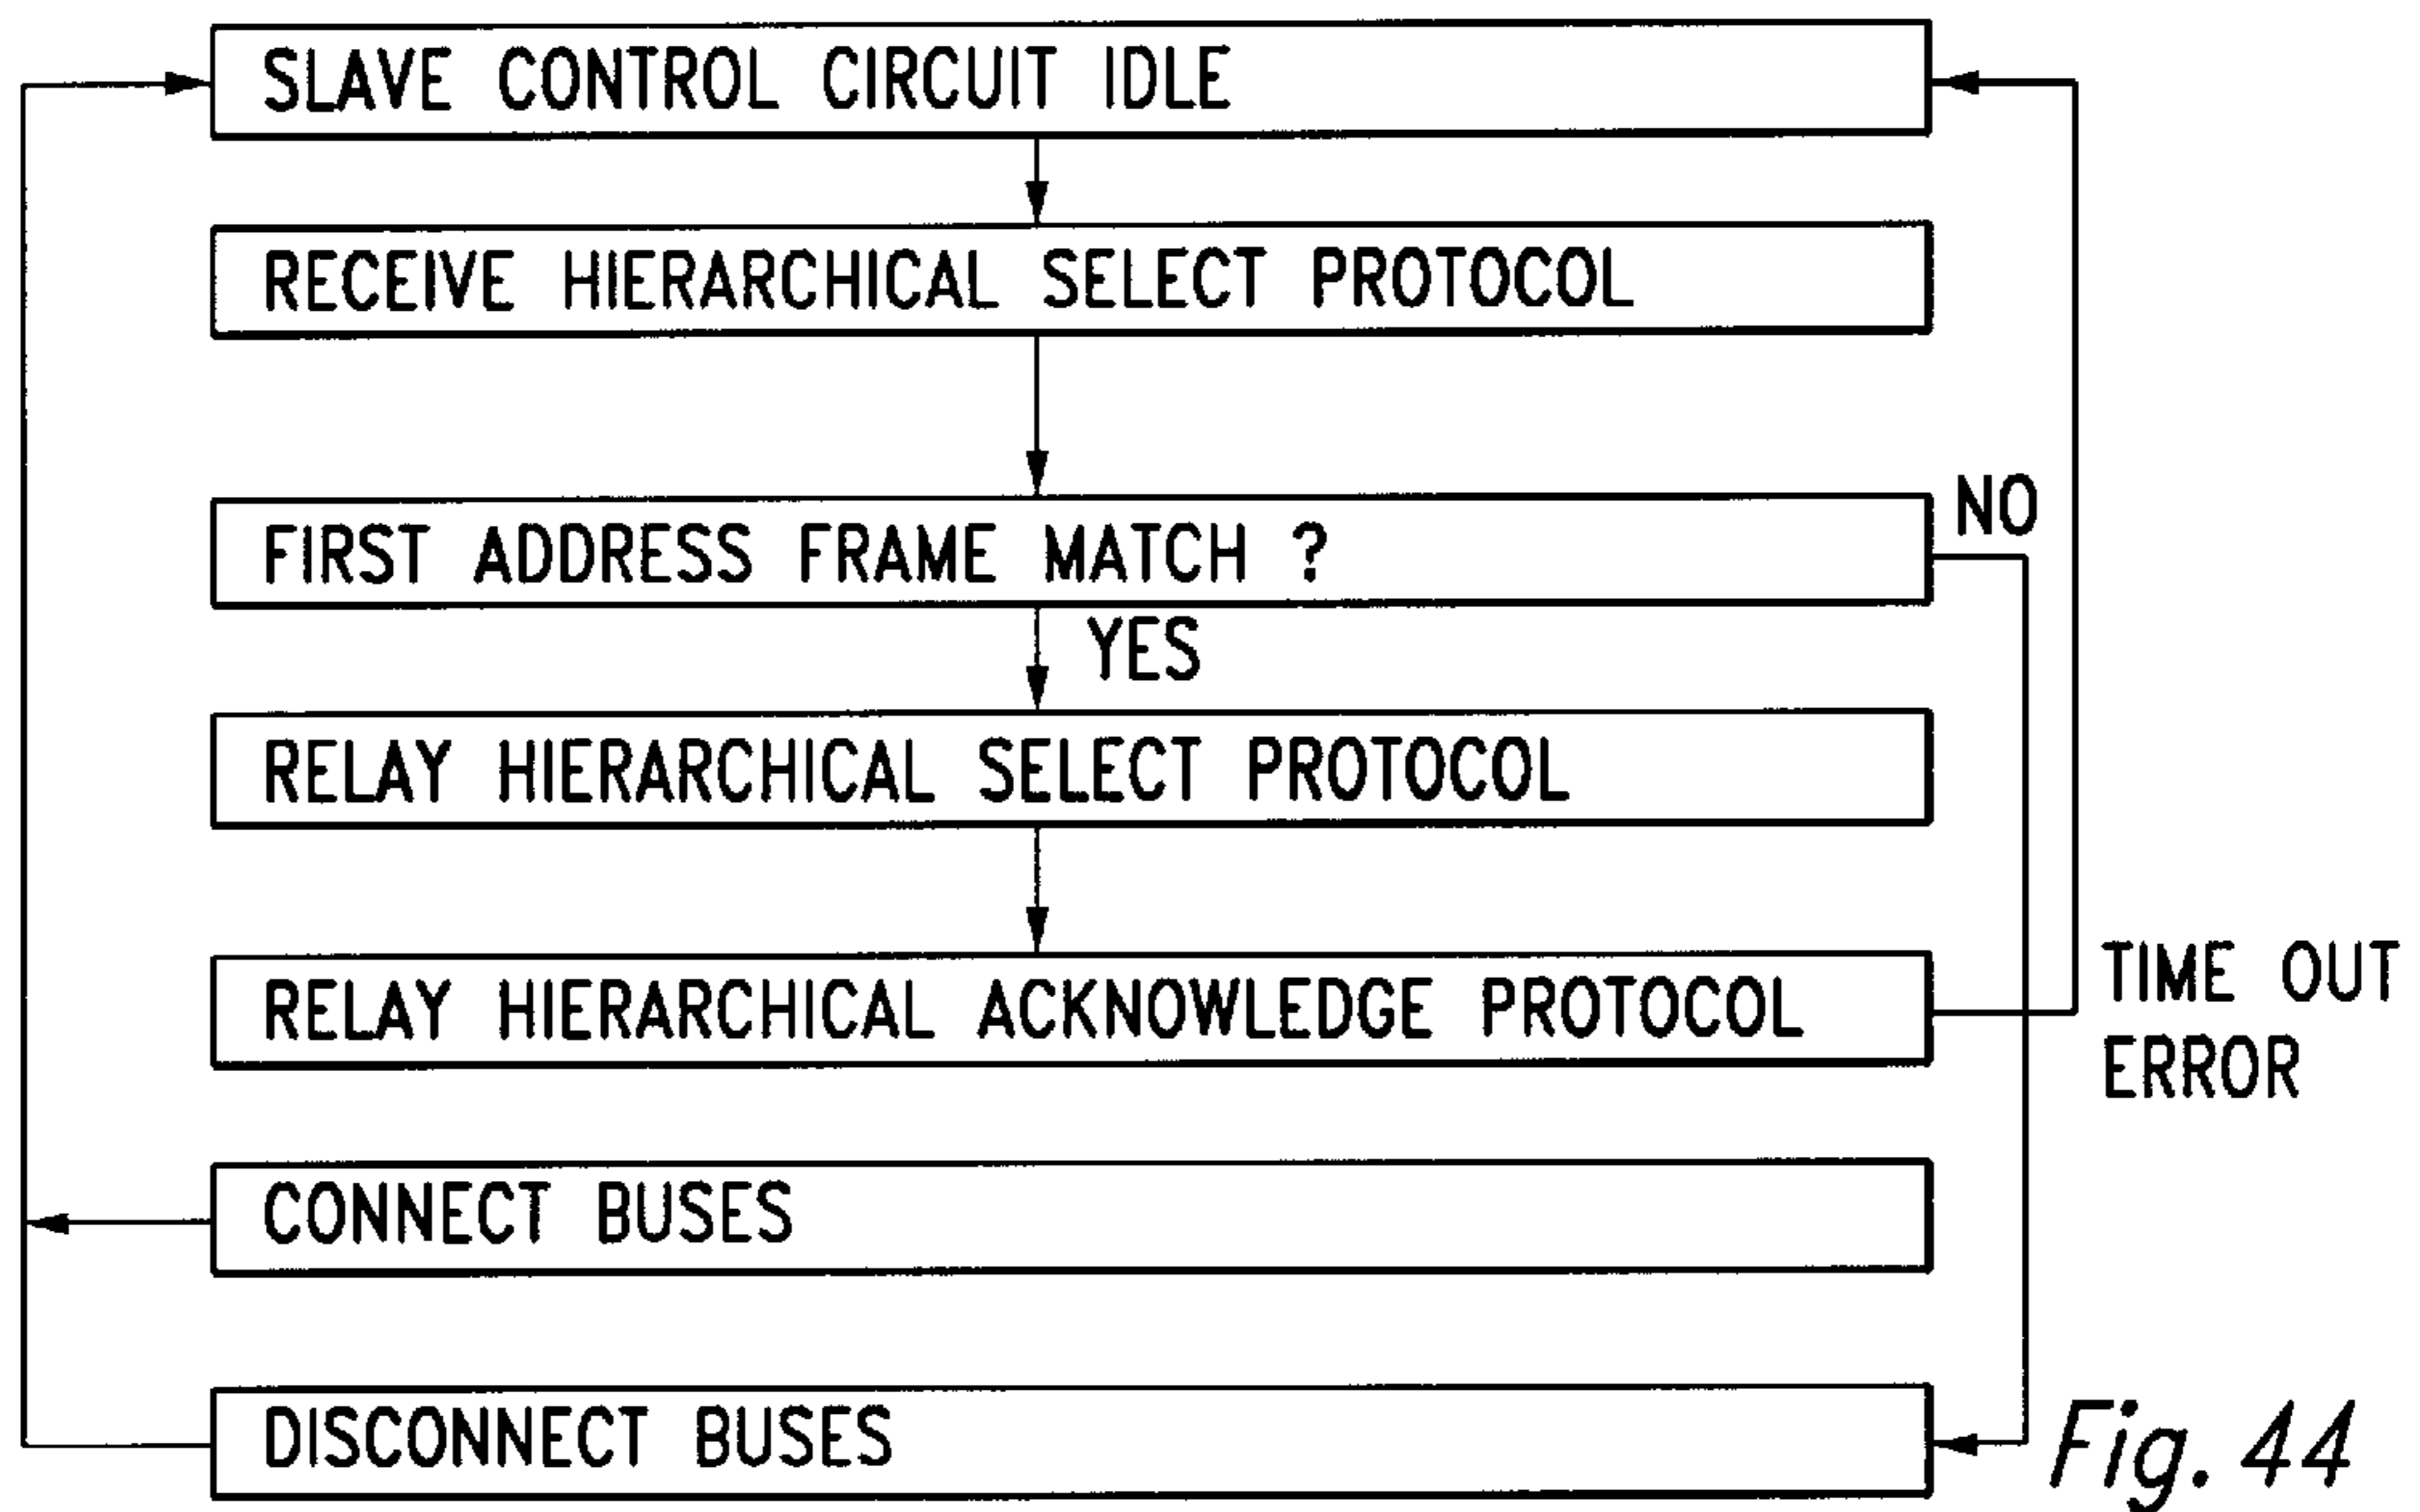 SLAVE CONTROL CIRCUIT IDLE
RECEIVE HIERARCHICAL SELECT PROTOCOL
FIRST ADDRESS FRAME MATCH ?
NO
YES
RELAY HIERARCHICAL SELECT PROTOCOL
RELAY HIERARCHICAL ACKNOWLEDGE PROTOCOL
TIME OUT
ERROR
CONNECT BUSES
DISCONNECT BUSES
Fig. 44